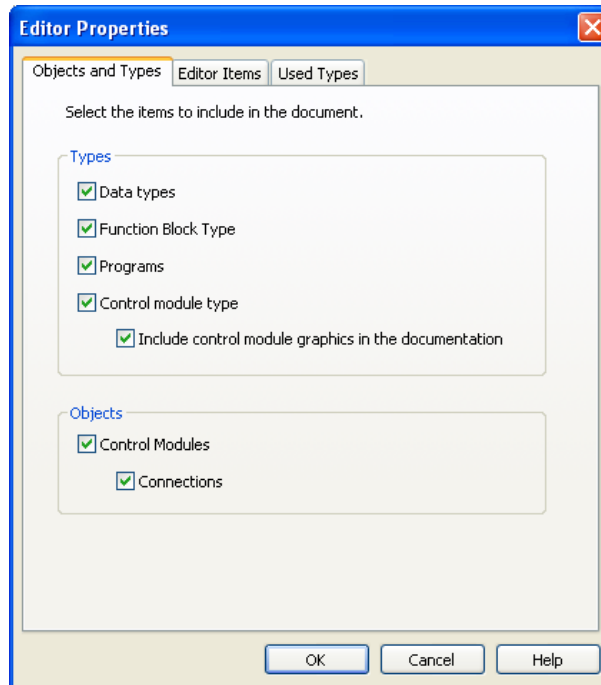 Editor Properties
Objects and Types Editor Items Used Types
Select the items to include in the document.
Types
Data types
Function Block Type
Programs
Control module type
Include control module graphics in the documentation
Objects
Control Modules
Connections
OK Cancel Help